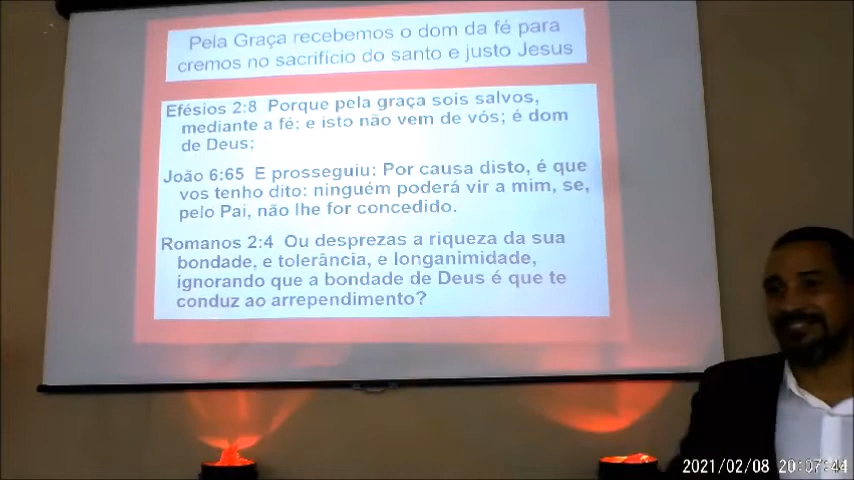 Pela Graça recebemos o dom da fé para
cremos no sacrifício do santo e justo Jesus
Efésios 2:8 Porque pela graça sois salvos,
mediante a fé; e isto não vem de vós; é dom
de Deus;
João 6:65 E prosseguiu: Por causa disto, é que
vos tenho dito: ninguém poderá vir a mim, se,
pelo Pai, não lhe for concedido.
Romanos 2:4 Ou desprezas a riqueza da sua
bondade, e tolerância, e longanimidade,
ignorando que a bondade de Deus é que te
conduz ao arrependimento?
2021/02/08 20:07:44